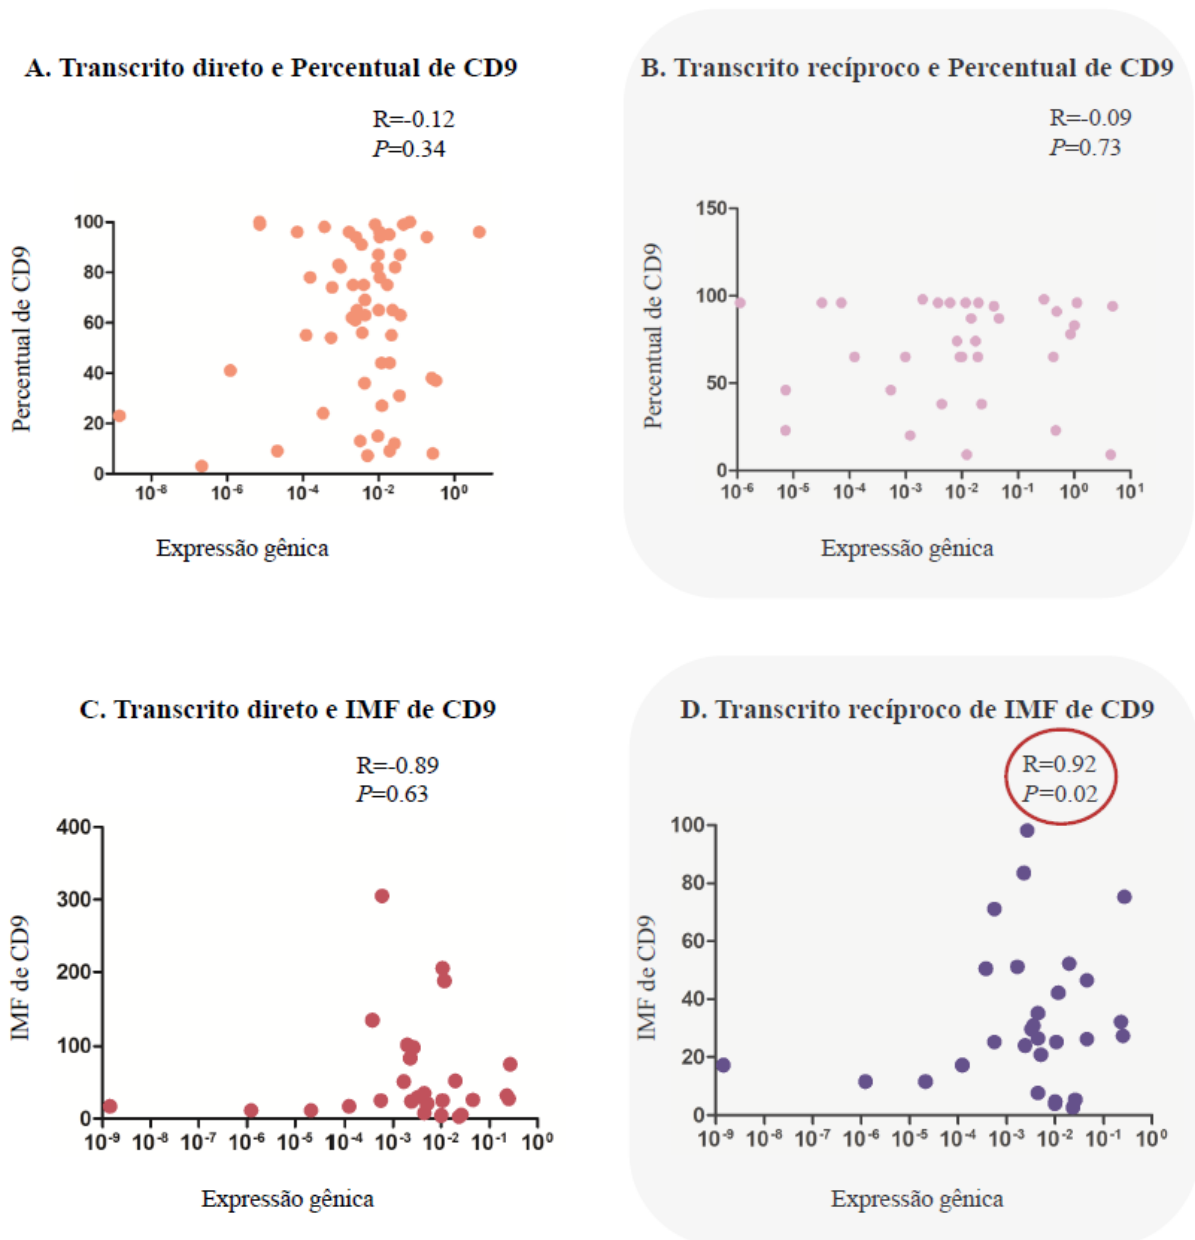 A. Transcrito direto e Percentual de CD9
R=-0.12
P=0.34
100
80
60
40
20
0
Percentual de CD9
10-8
10-6
10-4
10-2
100
Expressão gênica
B. Transcrito recíproco e Percentual de CD9
R=-0.09
P=0.73
150
100
50
0
Percentual de CD9
10-6
10-5
10-4
10-3
10-2
10-1
100
101
Expressão gênica
C. Transcrito direto e IMF de CD9
R=-0.89
P=0.63
400
300
200
100
0
IMF de CD9
10-9
10-8
10-7
10-6
10-5
10-4
10-3
10-2
10-1
100
Expressão gênica
D. Transcrito recíproco de IMF de CD9
R=0.92
P=0.02
100
80
60
40
20
0
IMF de CD9
10-9
10-8
10-7
10-6
10-5
10-4
10-3
10-2
10-1
100
Expressão gênica